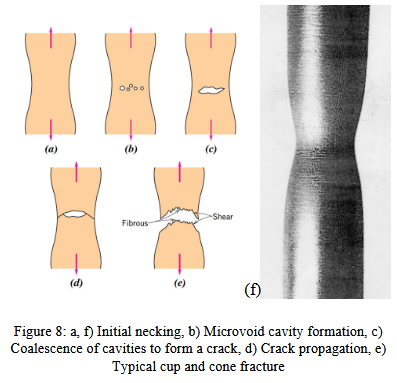 (a)
(b)
(c)
Fibrous
Shear
(d)
(e)
(f)
Figure 8: a, f) Initial necking, b) Microvoid cavity formation, c)
Coalescence of cavities to form a crack, d) Crack propagation, e)
Typical cup and cone fracture